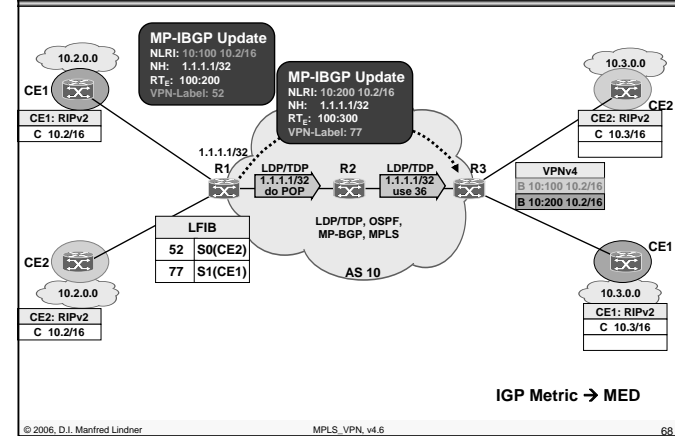 MP-IBGP Update
NLRI: 10:100 10.2/16
NH: 1.1.1.1/32
RTE: 100:200
VPN-Label: 52
MP-IBGP Update
NLRI: 10:200 10.2/16
NH: 1.1.1.1/32
RTE: 100:300
VPN-Label: 77
10.2.0.0
CE1
CE1: RIPv2
C 10.2/16
10.3.0.0
CE2
CE2: RIPv2
C 10.3/16
1.1.1.1/32
R1
LDP/TDP
1.1.1.1/32
do POP
R2
LDP/TDP
1.1.1.1/32
use 36
R3
VPNv4
B 10:100 10.2/16
B 10:200 10.2/16
LDP/TDP, OSPF,
MP-BGP, MPLS
AS 10
LFIB
52 S0(CE2)
77 S1(CE1)
CE2
10.2.0.0
CE2: RIPv2
C 10.2/16
CE1
10.3.0.0
CE1: RIPv2
C 10.3/16
IGP Metric → MED
© 2006, D.I. Manfred Lindner MPLS_VPN, v4.6 68